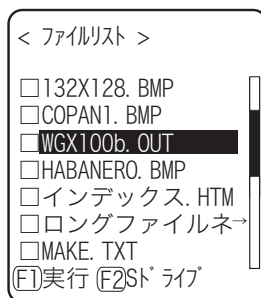 < ﾌｧｲﾙﾘｽﾄ >
□132X128. BMP
□COPAN1. BMP
□WGX100b. OUT
□HABANERO. BMP
□インデックス. HTM
□ロングファイルネ→
□MAKE. TXT
F1実行 F2Sﾄﾞﾗｲﾌﾞ